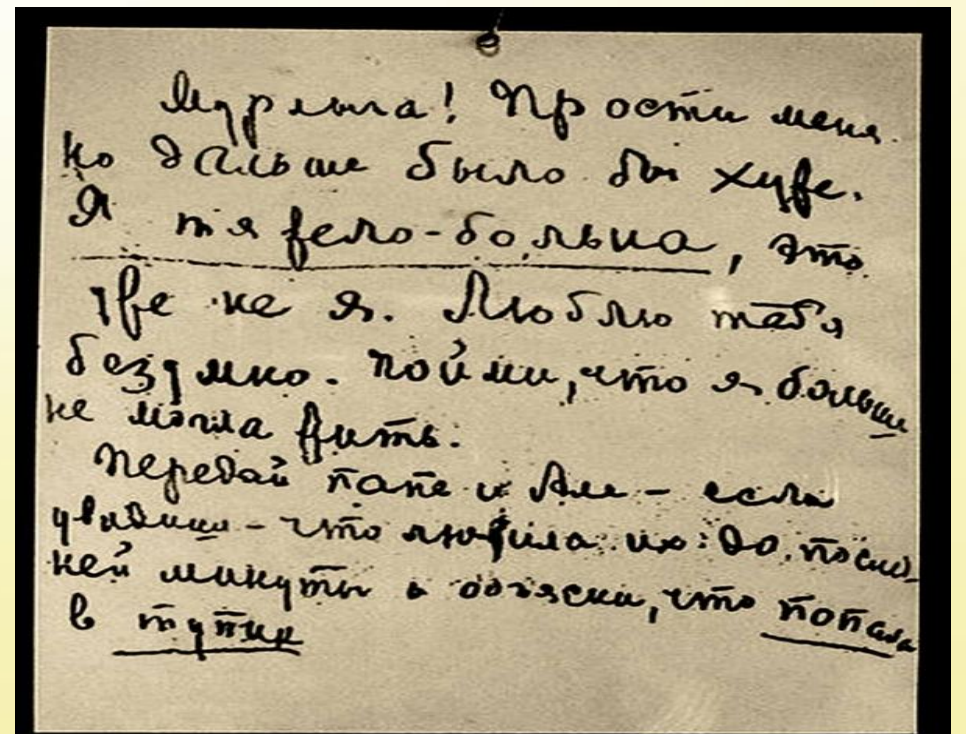 Мурлыга! Прости меня
Но дальше было бы хуже.
Я тяжело-больна, это
уже не я. Люблю тебя
безумно. Пойми, что я больше
не могла жить.
Передай папе и Але – если
увидишь – что любила их до послед-
ней минуты и объясни, что попала
в тупик